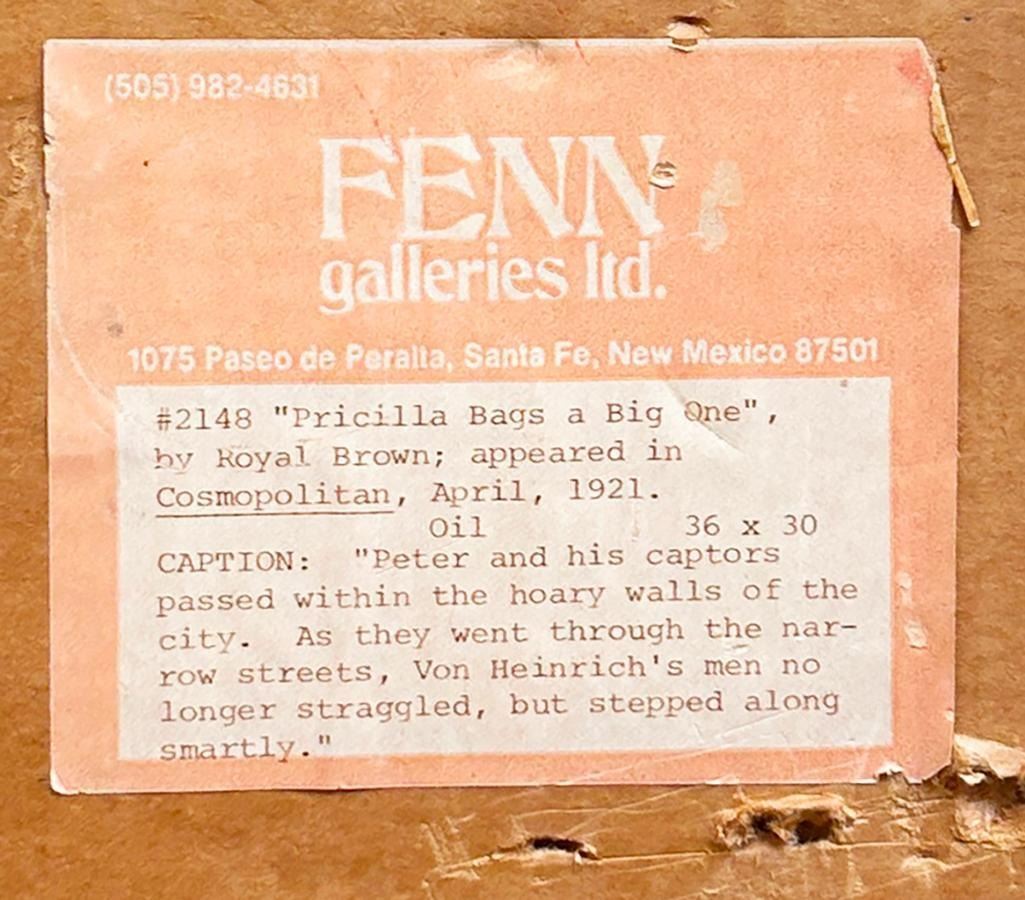 (505) 982-4631
FENN
galleries ltd.
1075 Paseo de Peralta, Santa Fe, New Mexico 87501
#2148 "Pricilla Bags a Big One",
by Royal Brown; appeared in
Cosmopolitan, April, 1921.
Oil 36 x 30
CAPTION: "Peter and his captors
passed within the hoary walls of the
city. As they went through the nar-
row streets, Von Heinrich's men no
longer straggled, but stepped along
smartly."